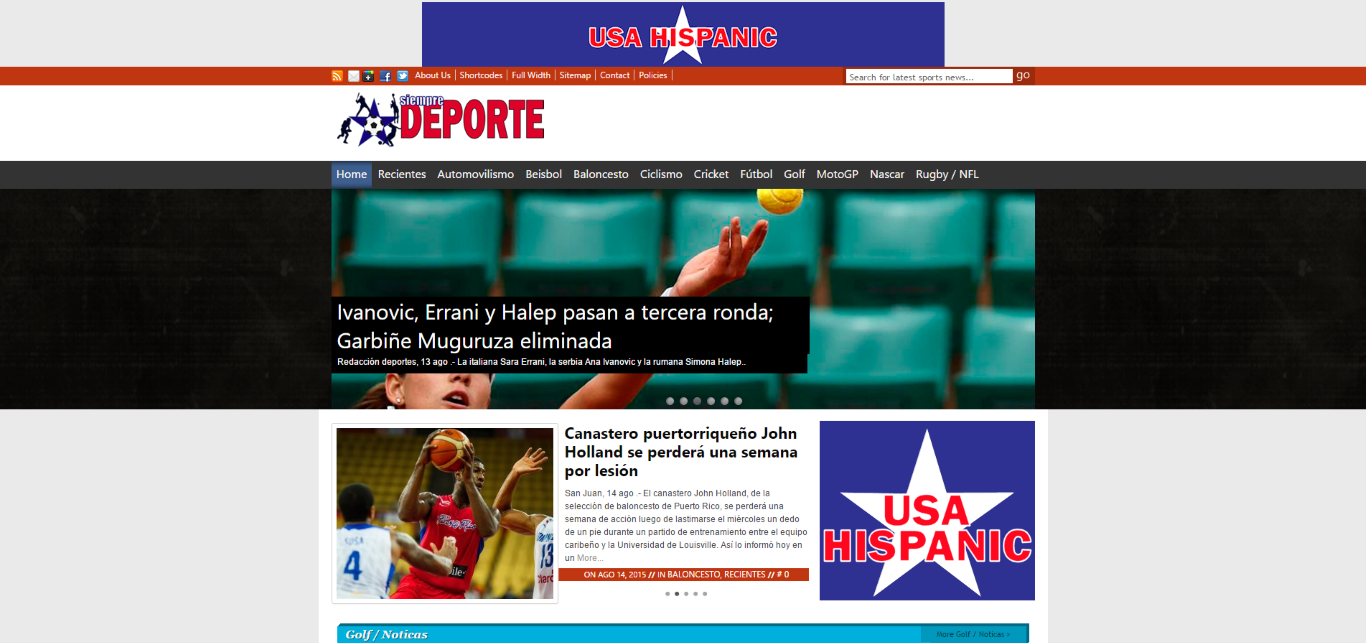 USA HISPANIC
About Us | Shortcodes | Full Width | Sitemap | Contact | Policies |
Search for latest sports news...
go
siempre
DEPORTE
Home Recientes Automovilismo Beisbol Baloncesto Ciclismo Cricket Fútbol Golf MotoGP Nascar Rugby / NFL
Ivanovic, Errani y Halep pasan a tercera ronda;
Garbiñe Muguruza eliminada
Redacción deportes, 13 ago .- La italiana Sara Errani, la serbia Ana Ivanovic y la rumana Simona Halep..
4
13
Canastero puertorriqueño John
Holland se perderá una semana
por lesión
San Juan, 14 ago .- El canastero John Holland, de la
selección de baloncesto de Puerto Rico, se perderá una
semana de acción luego de lastimarse el miércoles un dedo
de un pie durante un partido de entrenamiento entre el equipo
caribeño y la Universidad de Louisville. Así lo informó hoy en
un More...
ON AGO 14, 2015 // IN BALONCESTO, RECIENTES // # 0
USA
HISPANIC
Golf / Noticas
More Golf / Noticas >